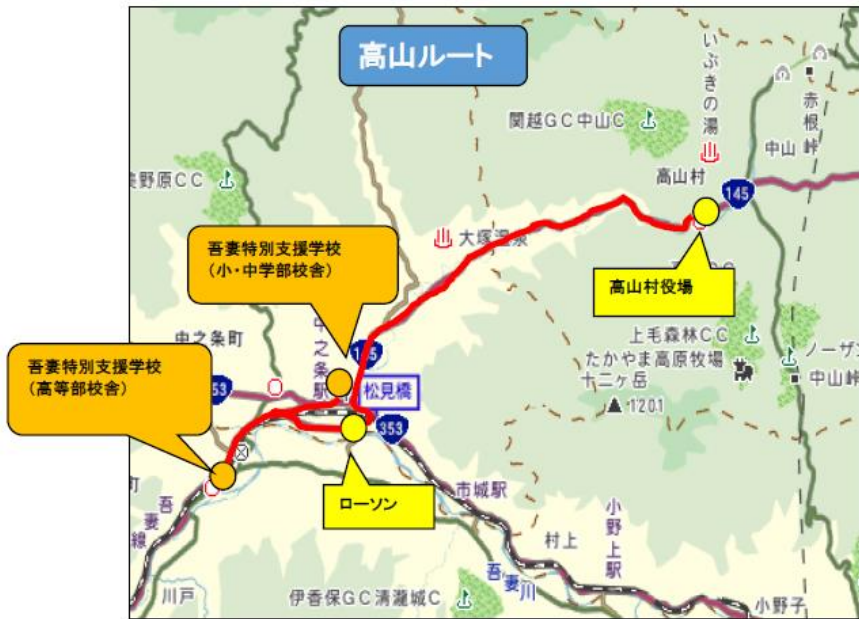 高山ルート
いぶきの湯
赤根峠
関越GC中山C
中山
高山村
145
美野原CC
大塚温泉
吾妻特別支援学校
(小・中学部校舎)
高山村役場
中之条町
中之条駅
上毛森林CC
たかやま高原牧場
ノーザン
十二ヶ岳
1201
中山峠
吾妻特別支援学校
(高等部校舎)
松見橋
353
ローソン
市城駅
小野上駅
村上
吾妻川
吾妻線
川戸
伊香保GC清瀧城C
小野子